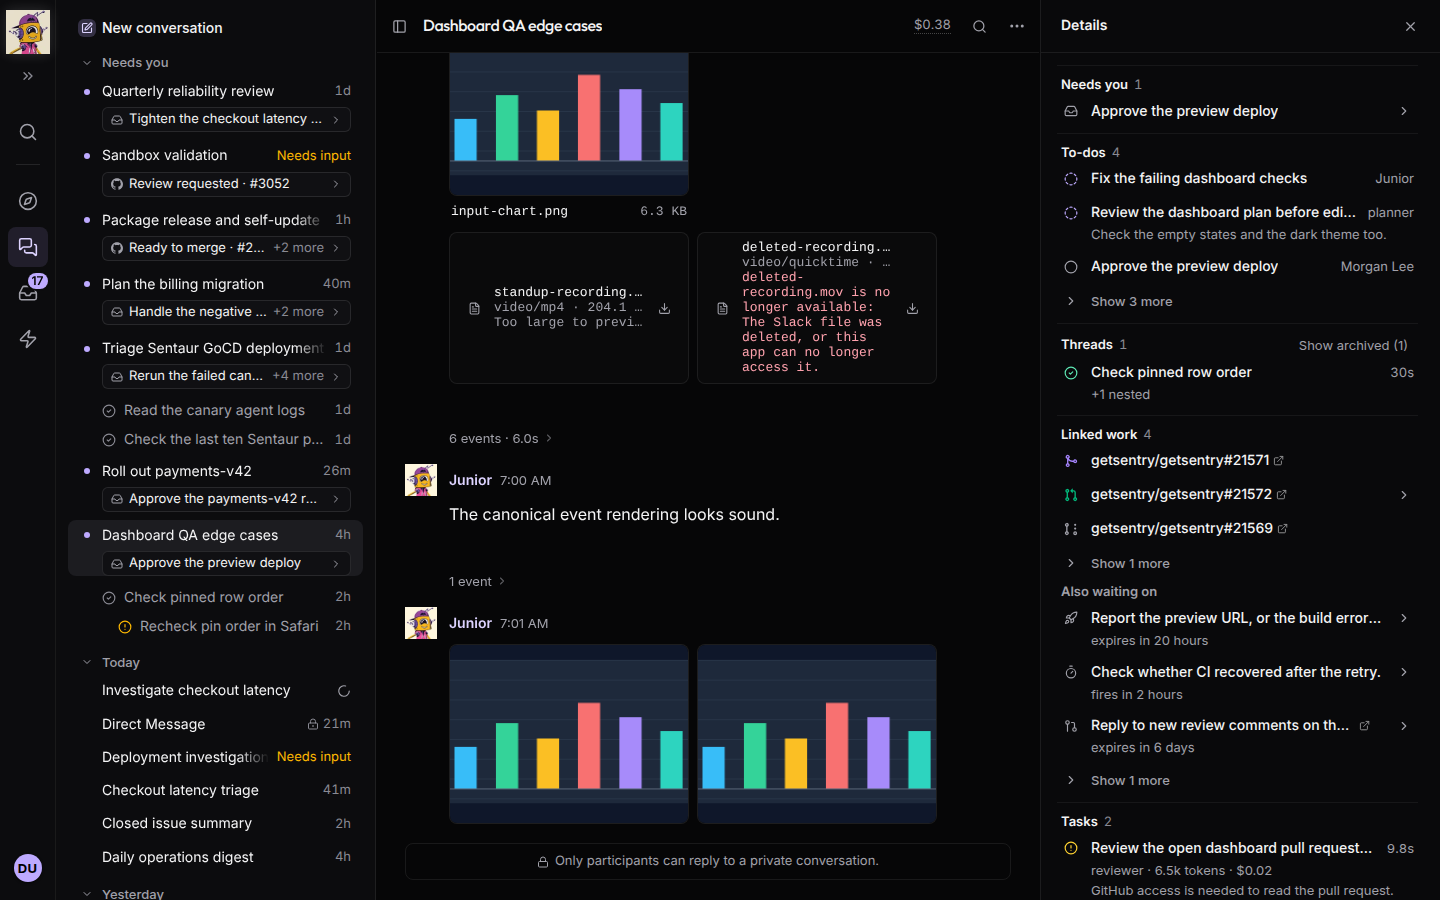 New conversation
Needs you
Quarterly reliability review 1d
Tighten the checkout latency ...
Sandbox validation Needs input
Review requested · #3052
Package release and self-update 1h
Ready to merge · #2... +2 more
17
Plan the billing migration 40m
Handle the negative ... +2 more
Triage Sentaur GoCD deployment 1d
Rerun the failed can... +4 more
Read the canary agent logs 1d
Check the last ten Sentaur p... 1d
Roll out payments-v42 26m
Approve the payments-v42 r...
Dashboard QA edge cases 4h
Approve the preview deploy
Check pinned row order 2h
Recheck pin order in Safari 2h
Today
Investigate checkout latency
Direct Message 21m
Deployment investigation Needs input
Checkout latency triage 41m
Closed issue summary 2h
Daily operations digest 4h
Yesterday
DU
Dashboard QA edge cases $0.38
input-chart.png 6.3 KB
standup-recording.…
video/mp4 · 204.1 …
Too large to previ…
deleted-recording.…
video/quicktime · …
deleted-
recording.mov is no
longer available:
The Slack file was
deleted, or this
app can no longer
access it.
6 events · 6.0s
Junior 7:00 AM
The canonical event rendering looks sound.
1 event
Junior 7:01 AM
Only participants can reply to a private conversation.
Details
Needs you 1
Approve the preview deploy
To-dos 4
Fix the failing dashboard checks Junior
Review the dashboard plan before edi... planner
Check the empty states and the dark theme too.
Approve the preview deploy Morgan Lee
Show 3 more
Threads 1 Show archived (1)
Check pinned row order 30s
+1 nested
Linked work 4
getsentry/getsentry#21571
getsentry/getsentry#21572
getsentry/getsentry#21569
Show 1 more
Also waiting on
Report the preview URL, or the build error...
expires in 20 hours
Check whether CI recovered after the retry.
fires in 2 hours
Reply to new review comments on th...
expires in 6 days
Show 1 more
Tasks 2
Review the open dashboard pull request... 9.8s
reviewer · 6.5k tokens · $0.02
GitHub access is needed to read the pull request.